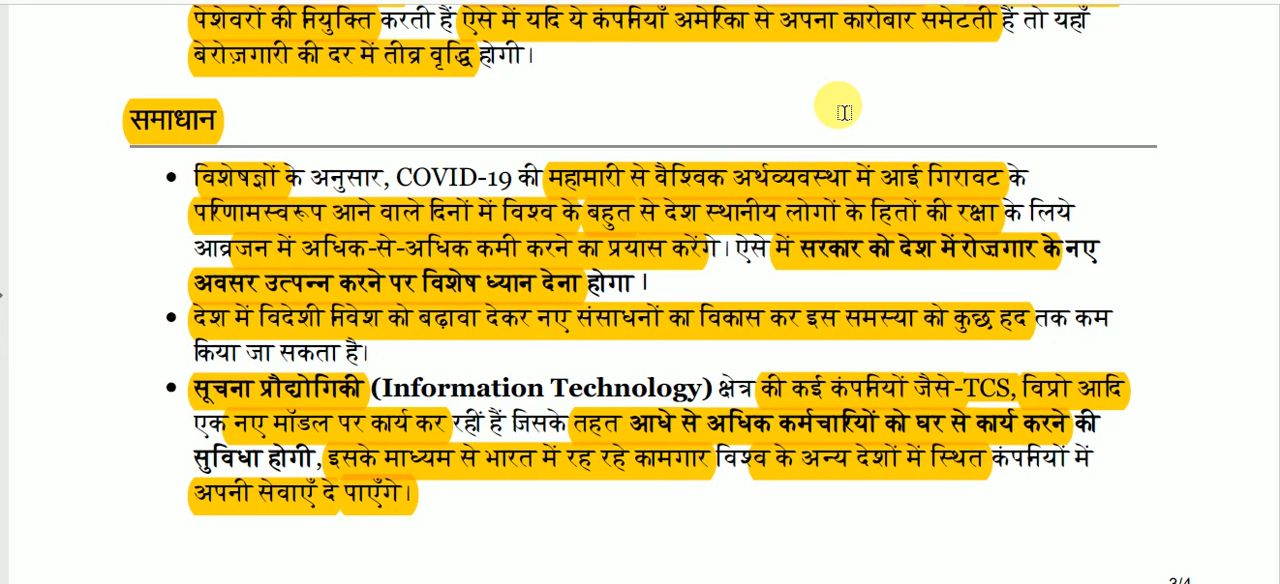 पेशेवरों की नियुक्ति करती हैं ऐसे में यदि ये कंपनियाँ अमेरिका से अपना कारोबार समेटती हैं तो यहाँ
बेरोज़गारी की दर में तीव्र वृद्धि होगी।
समाधान
• विशेषज्ञों के अनुसार, COVID-19 की महामारी से वैश्विक अर्थव्यवस्था में आई गिरावट के
परिणामस्वरूप आने वाले दिनों में विश्व के बहुत से देश स्थानीय लोगों के हितों की रक्षा के लिये
आव्रजन में अधिक-से-अधिक कमी करने का प्रयास करेंगे। ऐसे में सरकार को देश में रोजगार के नए
अवसर उत्पन्न करने पर विशेष ध्यान देना होगा ।
• देश में विदेशी निवेश को बढ़ावा देकर नए संसाधनों का विकास कर इस समस्या को कुछ हद तक कम
किया जा सकता है।
• सूचना प्रौद्योगिकी (Information Technology) क्षेत्र की कई कंपनियों जैसे-TCS, विप्रो आदि
एक नए मॉडल पर कार्य कर रहीं हैं जिसके तहत आधे से अधिक कर्मचारियों को घर से कार्य करने की
सुविधा होगी, इसके माध्यम से भारत में रह रहे कामगार विश्व के अन्य देशों में स्थित कंपनियों में
अपनी सेवाएँ दे पाएँगे।
3/4